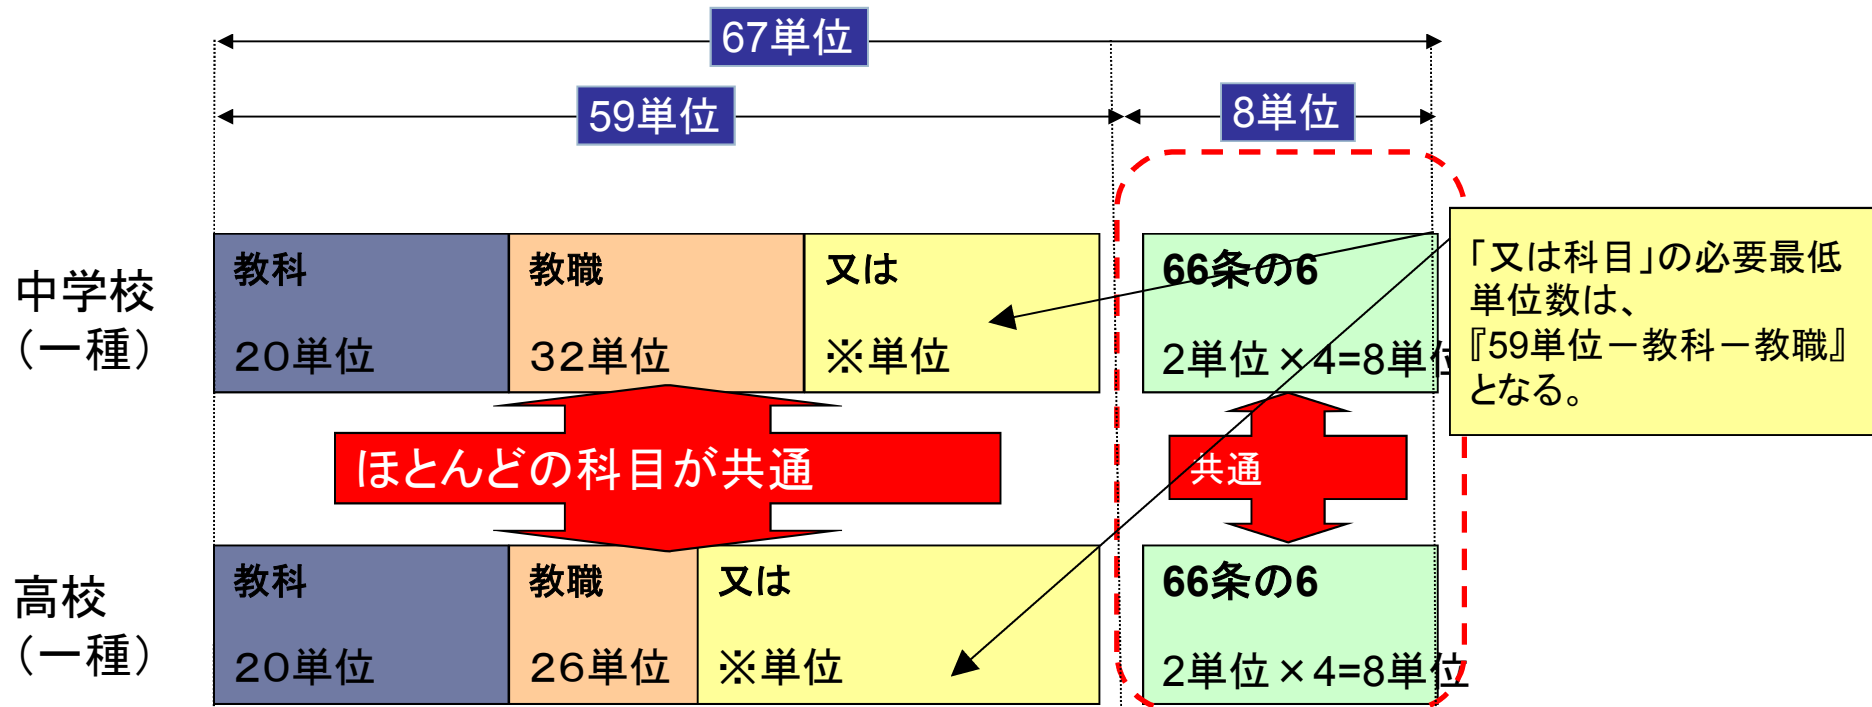 67単位
59単位
8単位
中学校
（一種）
教科
20単位
教職
32単位
又は
※単位
66条の6
2単位×4=8単位
「又は科目」の必要最低
単位数は、
『59単位－教科－教職』
となる。
ほとんどの科目が共通
共通
高校
（一種）
教科
20単位
教職
26単位
又は
※単位
66条の6
2単位×4=8単位